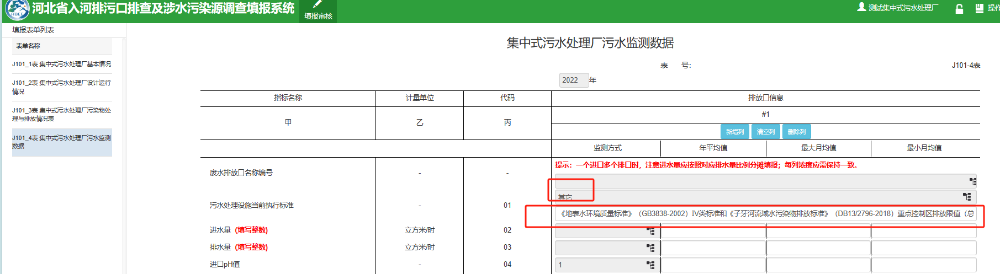 HBEE
河北省入河排污口排查及涉水污染源调查填报系统
填报审核
测试集中式污水处理厂
操作
填报表单列表
表单名称
J101_1表 集中式污水处理厂基本情况
J101_2表 集中式污水处理厂设计运行
情况
J101_3表 集中式污水处理厂污染物处
理与排放情况表
J101_4表 集中式污水处理厂污水监测
数据
集中式污水处理厂污水监测数据
表 号: J101-4表
2022 年
指标名称 计量单位 代码 排放口信息
甲 乙 丙 #1
新增列 清空列 删除列
监测方式 年平均值 最大月均值 最小月均值
提示：一个进口多个排口时，注意进水量应按照对应排水量比例分摊填报；每列浓度应需保持一致。
废水排放口名称编号 - -
其它
污水处理设施当前执行标准 - 01
《地表水环境质量标准》（GB3838-2002）IV类标准和《子牙河流域水污染物排放标准》（DB13/2796-2018）重点控制区排放限值（总
进水量（填写整数) 立方米/时 02
排水量（填写整数) 立方米/时 03
进口pH值 - 04 1